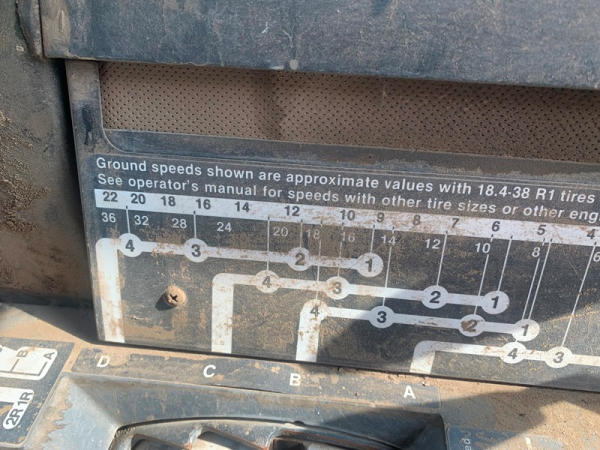 Ground speeds shown are approximate values with 18.4-38 R1 tires
See operator's manual for speeds with other tire sizes or other eng
22 20 18 16 14 12 10 9 8 7 6 5 4
36 32 28 24 20 18 16 14 12 10 8 6
4 3 2 1
4 3 2 1
4 3 2 1
4 3
D C B A
B A
2R 1R